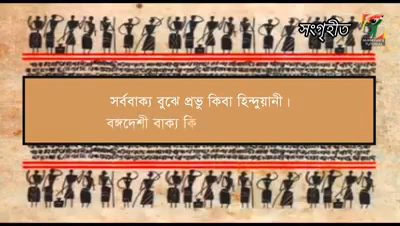 সংগৃহীত
সর্ববাক্য বুঝে প্রভু কিবা হিন্দুয়ানী।
বঙ্গদেশী বাক্য কি